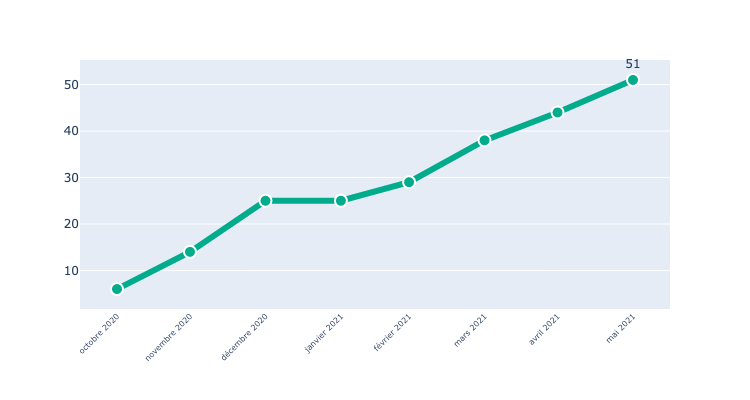 51
50
40
30
20
10
octobre 2020
novembre 2020
décembre 2020
janvier 2021
février 2021
mars 2021
avril 2021
mai 2021